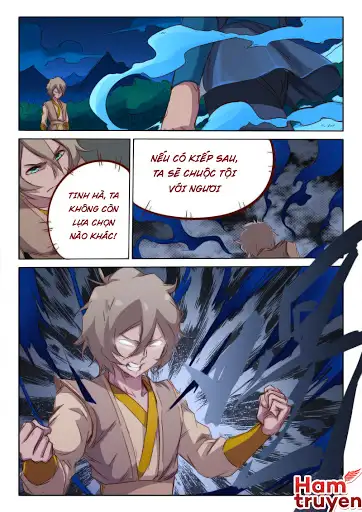 NẾU CÓ KIẾP SAU,
TA SẼ CHUỘC TỘI
VỚI NGƯƠI
TINH HÀ, TA
KHÔNG CÒN
LỰA CHỌN
NÀO KHÁC!
Ham
truyen